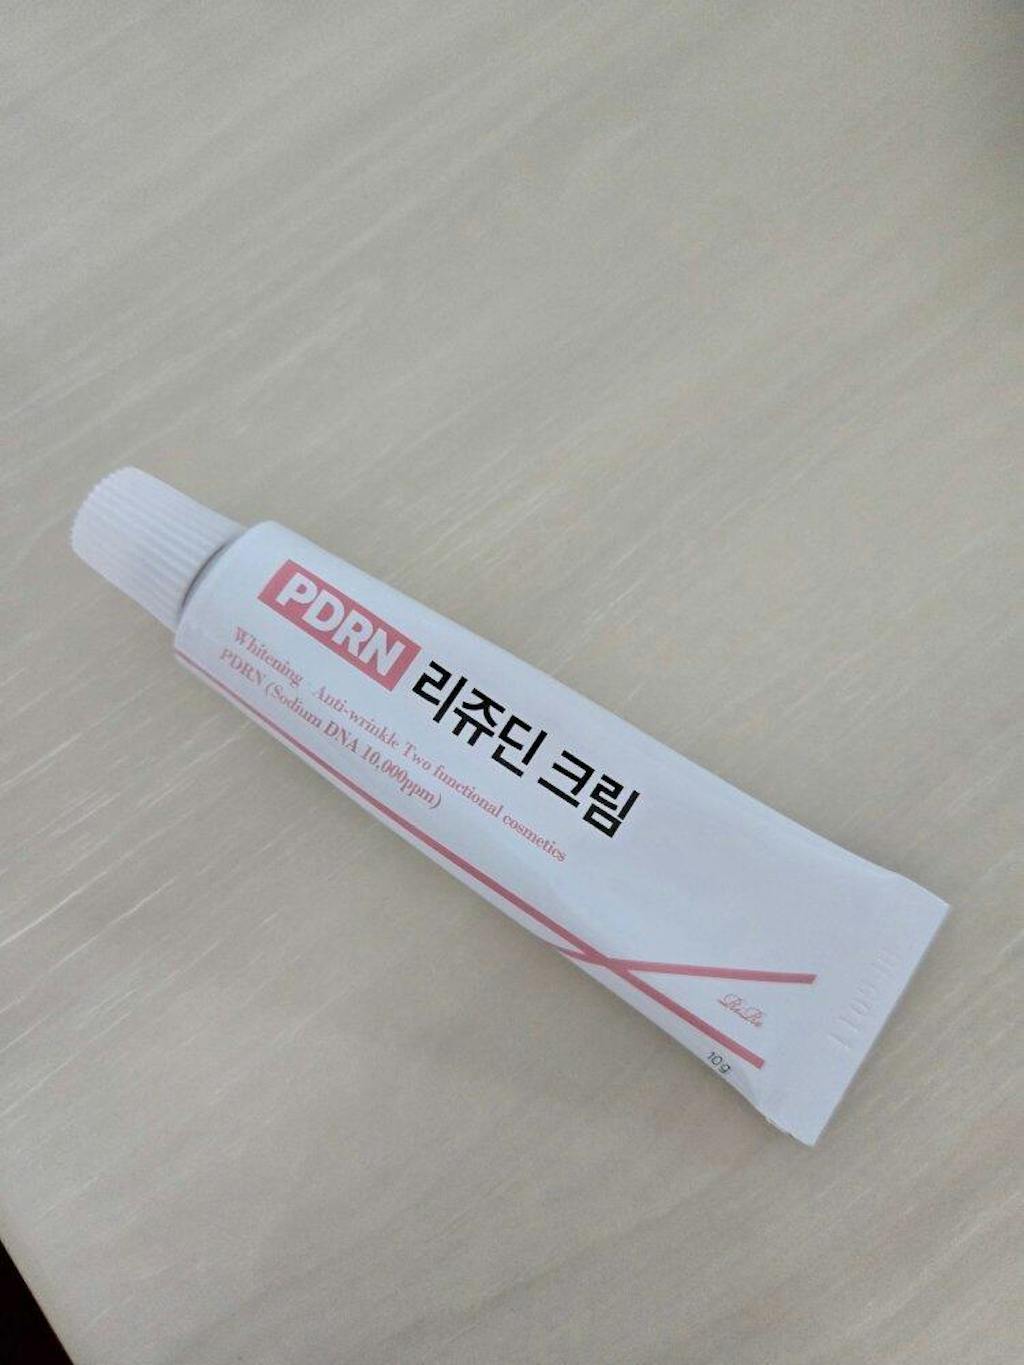 PDRN 리쥬딘 크림
Whitening · Anti-wrinkle Two functional cosmetics
PDRN (Sodium DNA 10,000ppm)
10g